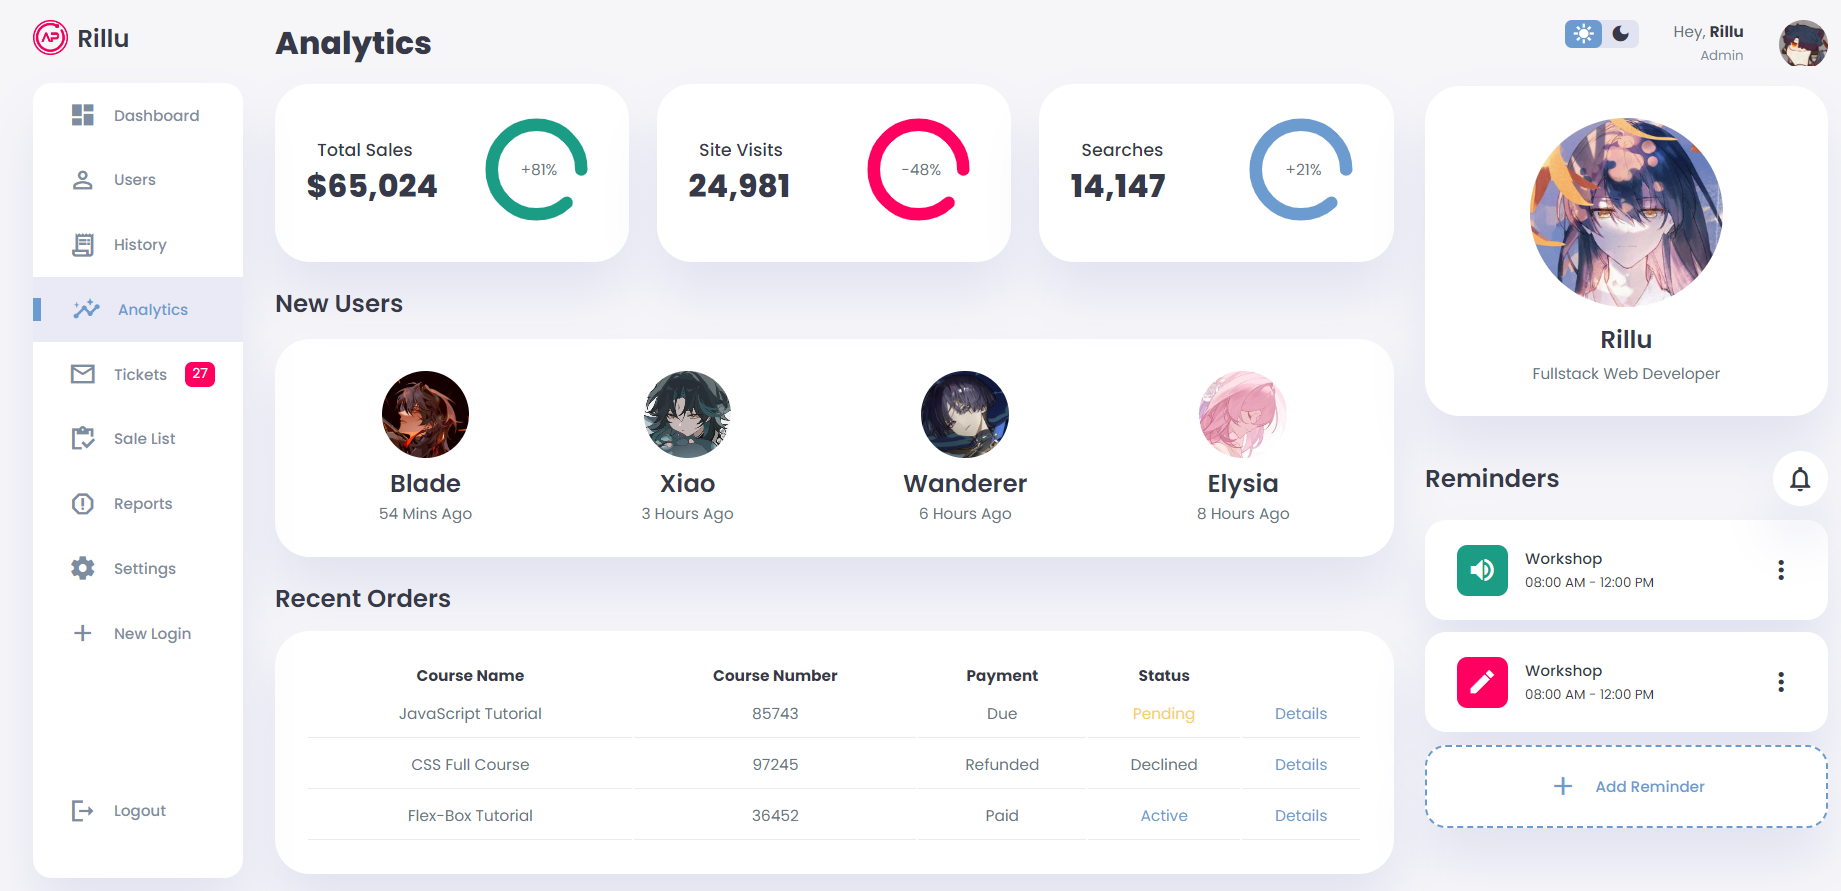 AP
Rillu
Dashboard
Users
History
Analytics
Tickets 27
Sale List
Reports
Settings
New Login
Logout
Analytics
Total Sales
$65,024
+81%
Site Visits
24,981
-48%
Searches
14,147
+21%
New Users
Blade
54 Mins Ago
Xiao
3 Hours Ago
Wanderer
6 Hours Ago
Elysia
8 Hours Ago
Recent Orders
Course Name Course Number Payment Status
JavaScript Tutorial 85743 Due Pending Details
CSS Full Course 97245 Refunded Declined Details
Flex-Box Tutorial 36452 Paid Active Details
Hey, Rillu
Admin
Rillu
Fullstack Web Developer
Reminders
Workshop
08:00 AM - 12:00 PM
Workshop
08:00 AM - 12:00 PM
Add Reminder